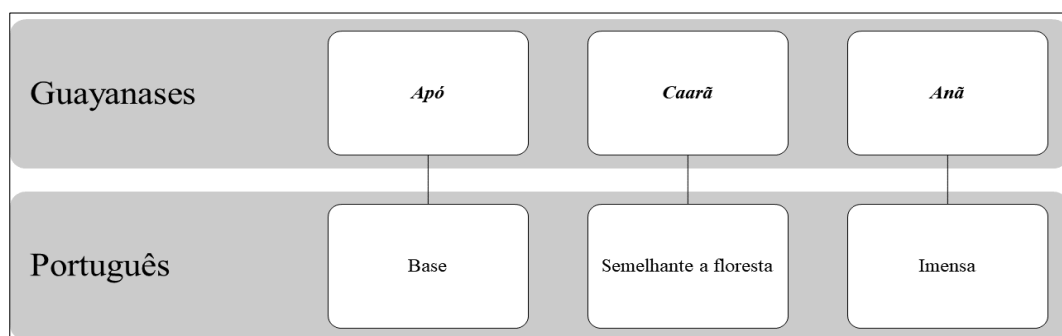 Guayanases
Apó
Caarã
Anã
Português
Base
Semelhante a floresta
Imensa